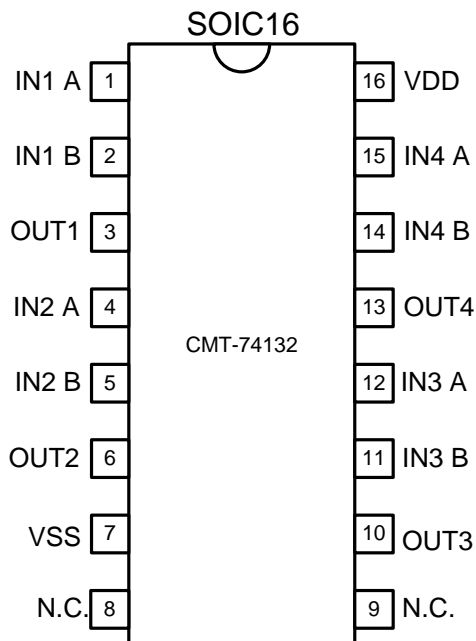 SOIC16
IN1 A 1 16 VDD
IN1 B 2 15 IN4 A
OUT1 3 14 IN4 B
IN2 A 4 13 OUT4
CMT-74132
IN2 B 5 12 IN3 A
OUT2 6 11 IN3 B
VSS 7 10 OUT3
N.C. 8 9 N.C.